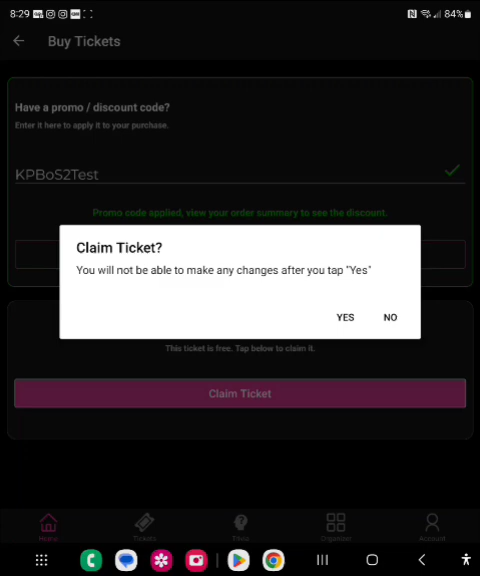 8:29
84%
Buy Tickets
Have a promo / discount code?
Enter it here to apply it to your purchase.
KPBoS2Test
Promo code applied, view your order summary to see the discount.
Claim Ticket?
You will not be able to make any changes after you tap "Yes"
YES NO
This ticket is free. Tap below to claim it.
Claim Ticket
Home Tickets Trivia Organizer Account